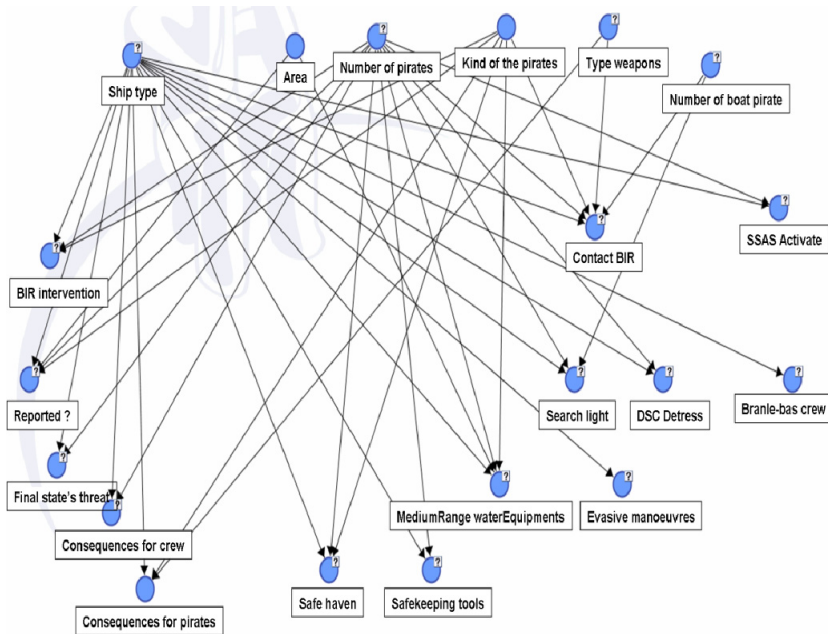 Ship type
Area
Number of pirates
Kind of the pirates
Type weapons
Number of boat pirate
SSAS Activate
Contact BIR
BIR intervention
Reported ?
Search light
DSC Detress
Branle-bas crew
Final state's threat
MediumRange waterEquipments
Evasive manoeuvres
Consequences for crew
Safe haven
Safekeeping tools
Consequences for pirates